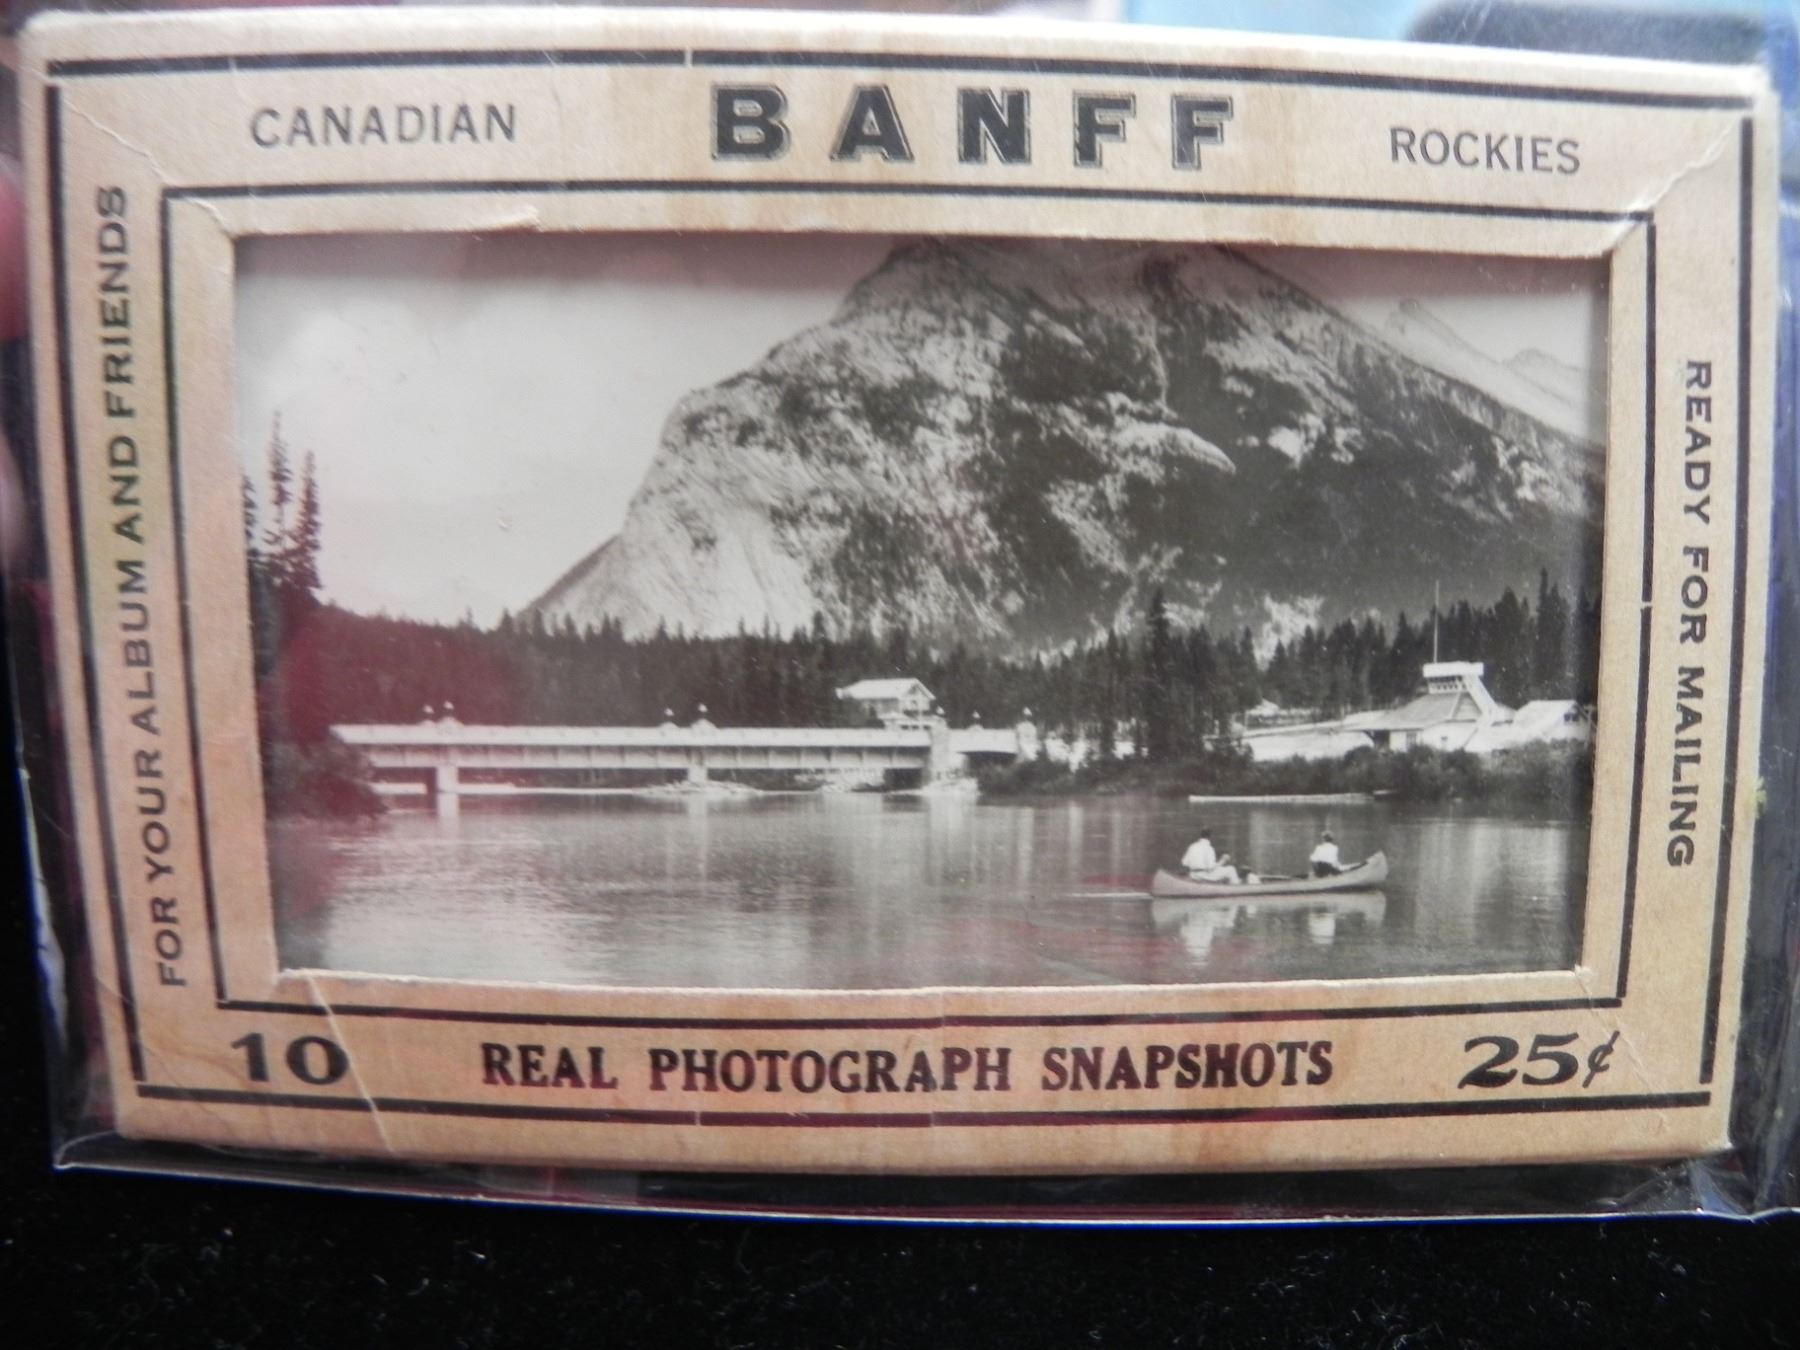 CANADIAN BANFF ROCKIES
FOR YOUR ALBUM AND FRIENDS
READY FOR MAILING
10 REAL PHOTOGRAPH SNAPSHOTS 25¢